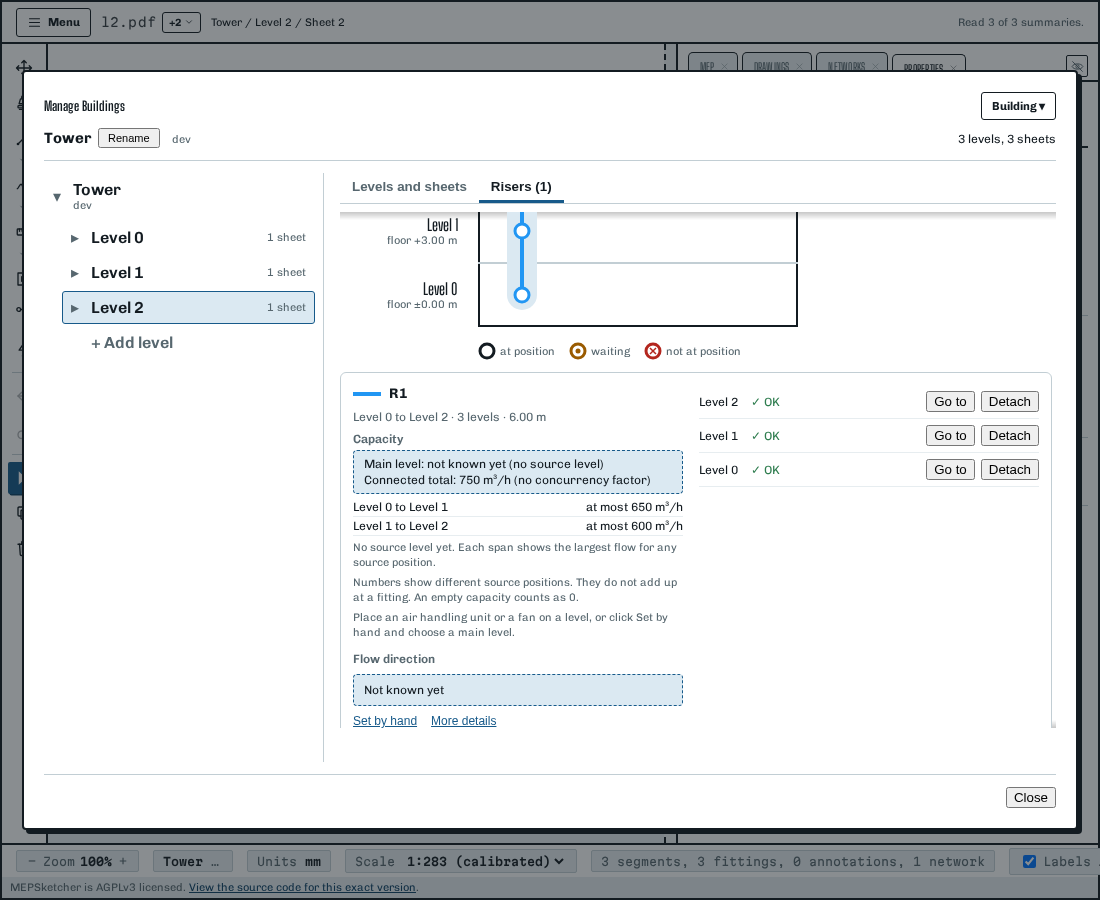 Menu
l2.pdf
+2
Tower / Level 2 / Sheet 2
Read 3 of 3 summaries.
MEP
DRAWINGS
NETWORKS
PROPERTIES
Manage Buildings
Building ▾
Tower
Rename
dev
3 levels, 3 sheets
▼ Tower
dev
▶ Level 0 1 sheet
▶ Level 1 1 sheet
▶ Level 2 1 sheet
+ Add level
Levels and sheets
Risers (1)
Level 1
floor +3.00 m
Level 0
floor ±0.00 m
at position
waiting
not at position
R1
Level 0 to Level 2 · 3 levels · 6.00 m
Capacity
Main level: not known yet (no source level)
Connected total: 750 m³/h (no concurrency factor)
Level 0 to Level 1 at most 650 m³/h
Level 1 to Level 2 at most 600 m³/h
No source level yet. Each span shows the largest flow for any
source position.
Numbers show different source positions. They do not add up
at a fitting. An empty capacity counts as 0.
Place an air handling unit or a fan on a level, or click Set by
hand and choose a main level.
Flow direction
Not known yet
Set by hand More details
Level 2 ✓ OK Go to Detach
Level 1 ✓ OK Go to Detach
Level 0 ✓ OK Go to Detach
Close
− Zoom 100% +
Tower …
Units mm
Scale 1:283 (calibrated)
3 segments, 3 fittings, 0 annotations, 1 network
Labels
MEPSketcher is AGPLv3 licensed. View the source code for this exact version.